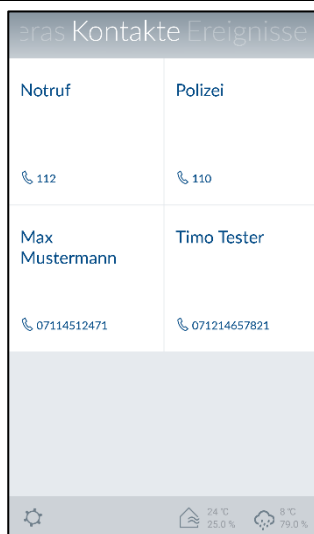 eras Kontakte Ereignisse
Notruf
Polizei
112
110
Max
Mustermann
Timo Tester
07114512471
071214657821
24 °C
25.0 %
8 °C
79.0 %